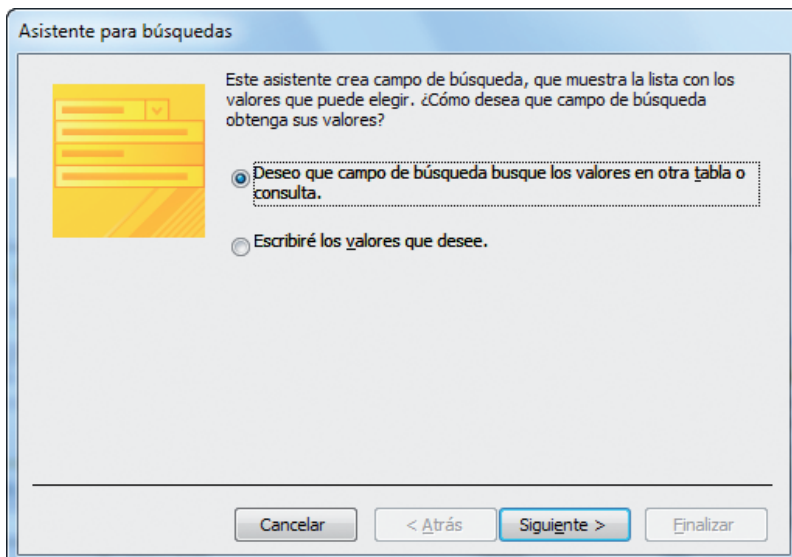 Asistente para búsquedas
Este asistente crea campo de búsqueda, que muestra la lista con los
valores que puede elegir. ¿Cómo desea que campo de búsqueda
obtenga sus valores?
Deseo que campo de búsqueda busque los valores en otra tabla o
consulta.
Escribiré los valores que desee.
Cancelar
< Atrás
Siguiente >
Finalizar